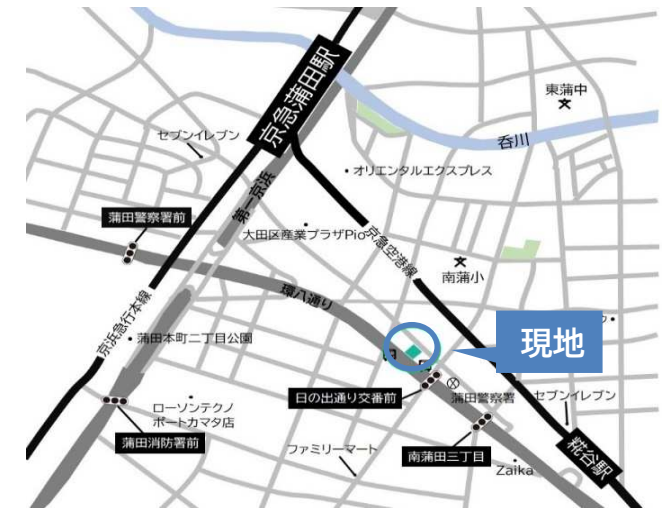 東蒲中
京急蒲田駅
呑川
セブンイレブン
オリエンタルエクスプレス
第一京浜
蒲田警察署前
大田区産業プラザPio
京急空港線
南蒲小
環八通り
京浜急行本線
蒲田本町二丁目公園
現地
日の出通り交番前
蒲田警察署
セブンイレブン
ローソンテクノ
ポートカマタ店
蒲田消防署前
ファミリーマート
南蒲田三丁目
Zaika
糀谷駅